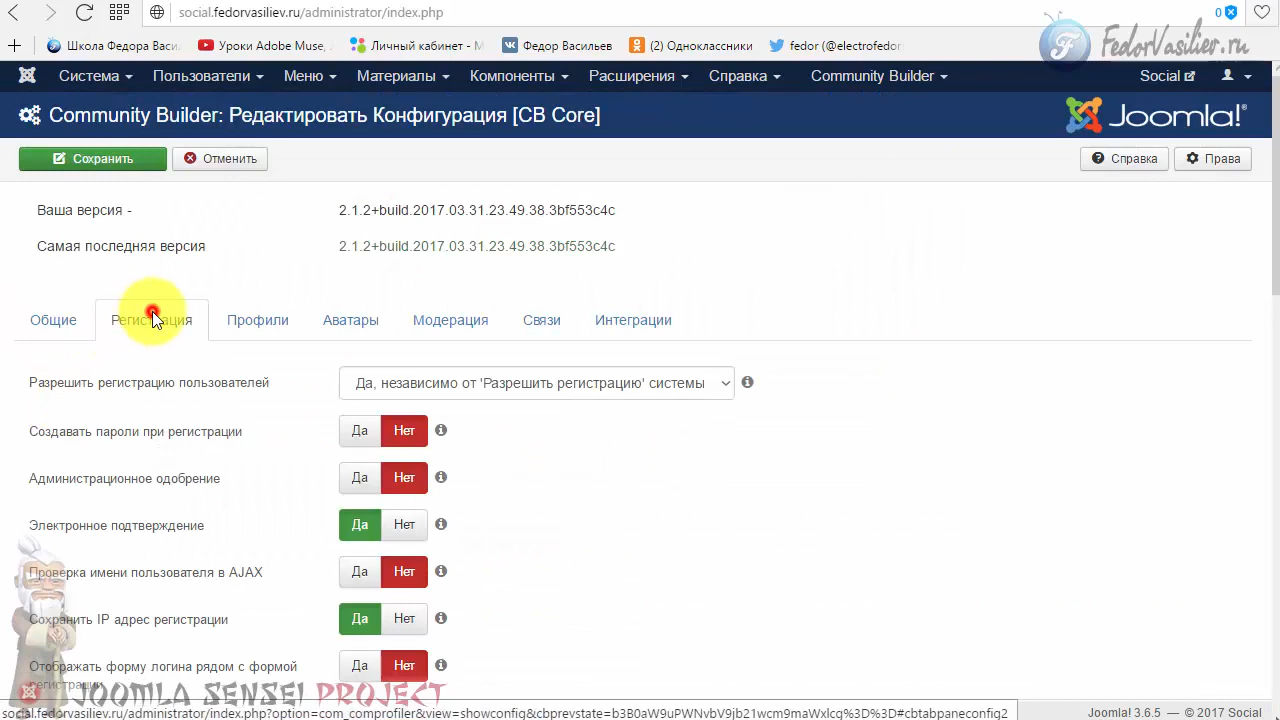 social.fedorvasiliev.ru/administrator/index.php
0
Школа Федора Васи
Уроки Adobe Muse,
Личный кабинет - М
Федор Васильев
(2) Одноклассники
fedor (@electrofedor
FedorVasiliev.ru
Система
Пользователи
Меню
Материалы
Компоненты
Расширения
Справка
Community Builder
Social
Community Builder: Редактировать Конфигурация [CB Core]
Joomla!®
Сохранить
Отменить
Справка
Права
Ваша версия -
2.1.2+build.2017.03.31.23.49.38.3bf553c4c
Самая последняя версия
2.1.2+build.2017.03.31.23.49.38.3bf553c4c
Общие
Регистрация
Профили
Аватары
Модерация
Связи
Интеграции
Разрешить регистрацию пользователей
Да, независимо от 'Разрешить регистрацию' системы
Создавать пароли при регистрации
Да Нет
Администрационное одобрение
Да Нет
Электронное подтверждение
Да Нет
Проверка имени пользователя в AJAX
Да Нет
Сохранить IP адрес регистрации
Да Нет
Отображать форму логина рядом с формой
регистрации
Да Нет
JOOMLA SENSEI PROJECT
social.fedorvasiliev.ru/administrator/index.php?option=com_comprofiler&view=showconfig&cbprevstate=b3B0aW9uPWNvbV9jb21wcm9maWxlcg%3D%3D#cbtabpaneconfig2
Joomla! 3.6.5 — © 2017 Social